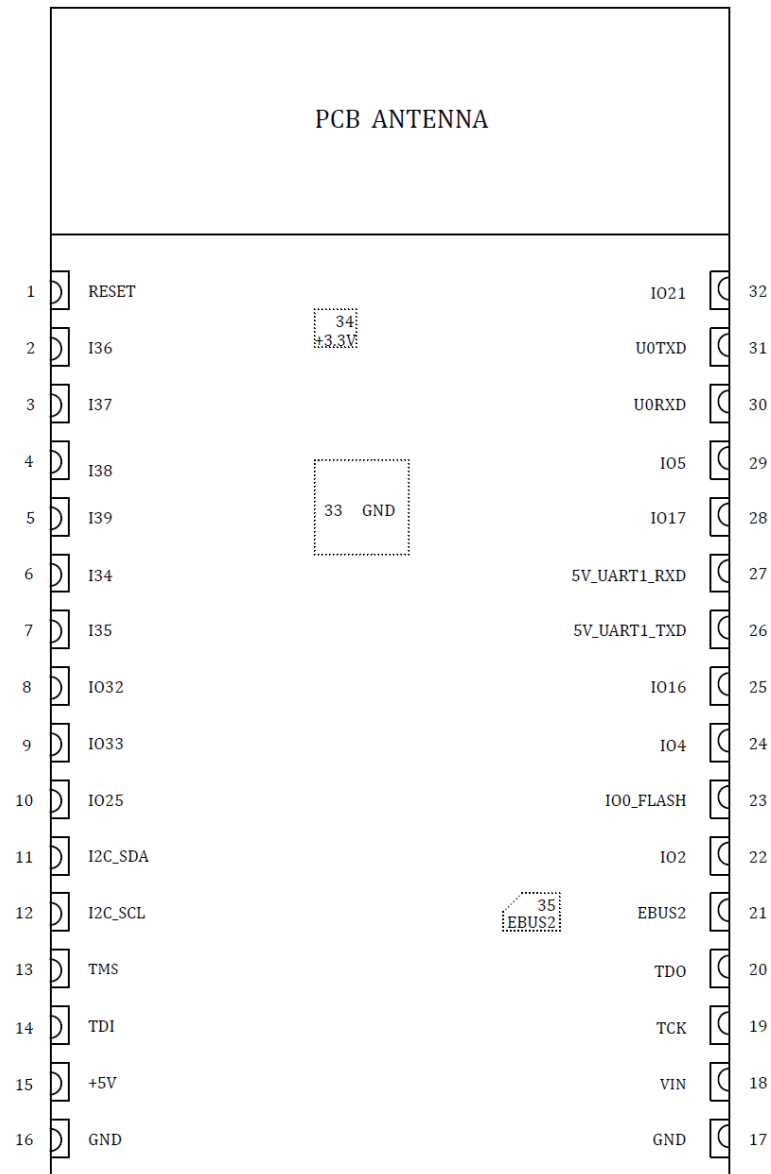 PCB ANTENNA
1 RESET IO21 32
34
+3.3V
2 I36 U0TXD 31
3 I37 U0RXD 30
4 I38 IO5 29
33 GND
5 I39 IO17 28
6 I34 5V_UART1_RXD 27
7 I35 5V_UART1_TXD 26
8 IO32 IO16 25
9 IO33 IO4 24
10 IO25 IO0_FLASH 23
11 I2C_SDA IO2 22
35
EBUS2
12 I2C_SCL EBUS2 21
13 TMS TDO 20
14 TDI TCK 19
15 +5V VIN 18
16 GND GND 17